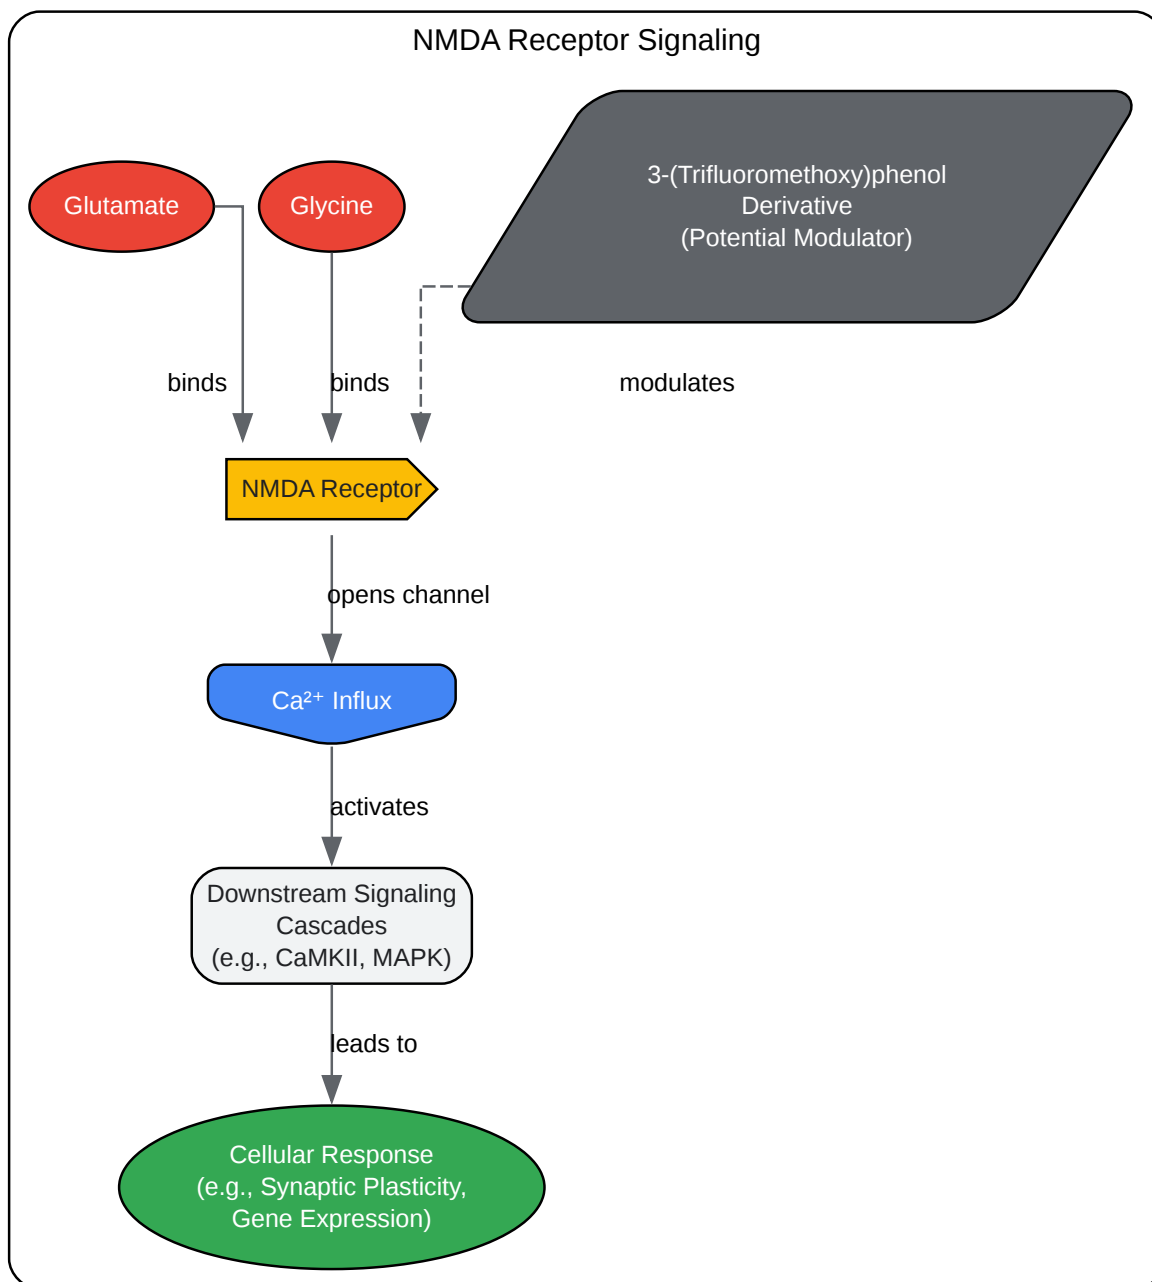 NMDA Receptor Signaling
Glutamate
Glycine
3-(Trifluoromethoxy)phenol
Derivative
(Potential Modulator)
binds
binds
modulates
NMDA Receptor
opens channel
Ca²⁺ Influx
activates
Downstream Signaling
Cascades
(e.g., CaMKII, MAPK)
leads to
Cellular Response
(e.g., Synaptic Plasticity,
Gene Expression)